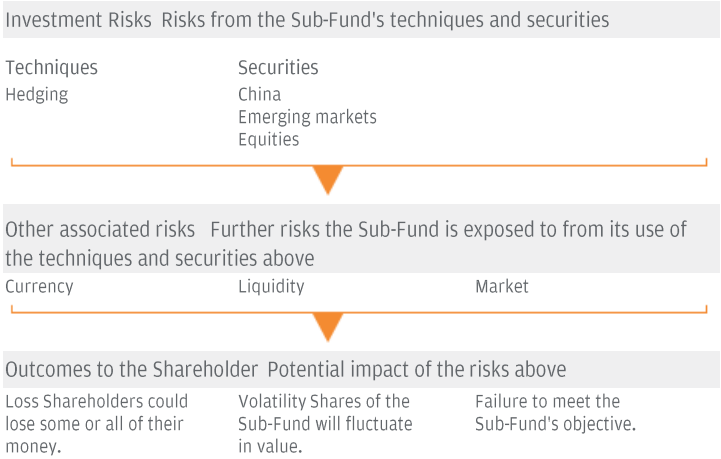 Investment Risks Risks from the Sub-Fund's techniques and securities
Techniques
Hedging
Securities
China
Emerging markets
Equities
Other associated risks Further risks the Sub-Fund is exposed to from its use of
the techniques and securities above
Currency
Liquidity
Market
Outcomes to the Shareholder Potential impact of the risks above
Loss Shareholders could
lose some or all of their
money.
Volatility Shares of the
Sub-Fund will fluctuate
in value.
Failure to meet the
Sub-Fund's objective.